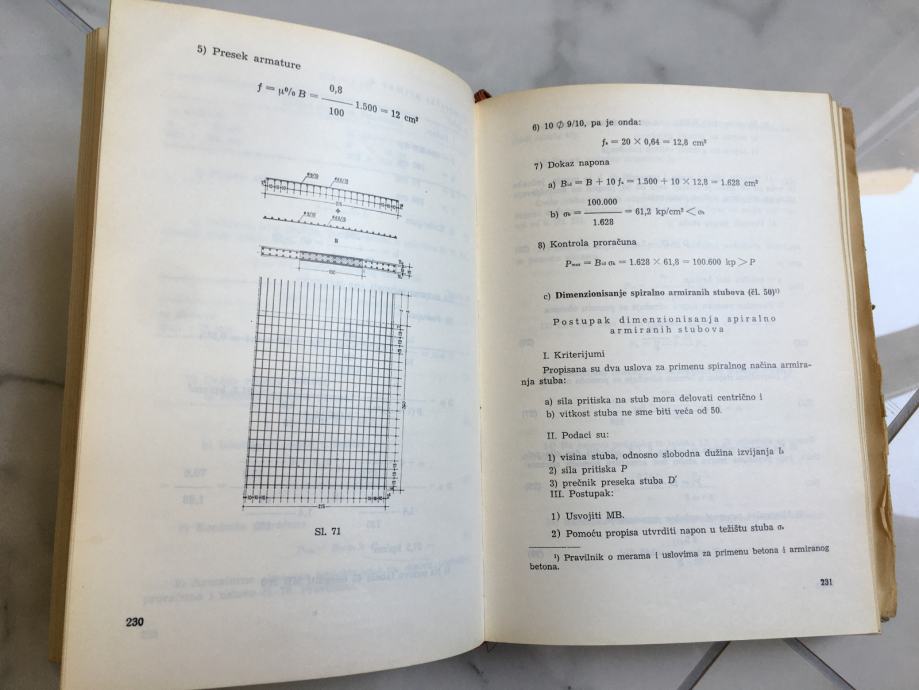 5) Presek armature
f = μ% B = 0,8 / 100 1.500 = 12 cm²
B
Sl. 71
230
6) 10 ∅ 9/10, pa je onda:
fₐ = 20 × 0,64 = 12,8 cm²
7) Dokaz napona
a) Bid = B + 10 fₐ = 1.500 + 10 × 12,8 = 1.628 cm²
b) σb = 100.000 / 1.628 = 61,2 kp/cm² < σₛ
8) Kontrola proračuna
Pmax = Bid σₛ = 1.628 × 61,8 = 100.600 kp > P
c) Dimenzionisanje spiralno armiranih stubova (čl. 50)¹)
Postupak dimenzionisanja spiralno
armiranih stubova
I. Kriterijumi
Propisana su dva uslova za primenu spiralnog načina armira-
nja stuba:
a) sila pritiska na stub mora delovati centrično i
b) vitkost stuba ne sme biti veća od 50.
II. Podaci su:
1) visina stuba, odnosno slobodna dužina izvijanja
2) sila pritiska P
3) prečnik preseka stuba D'
III. Postupak:
1) Usvojiti MB.
2) Pomoću propisa utvrditi napon u težištu stuba σₛ
¹) Pravilnik o merama i uslovima za primenu betona i armiranog
betona.
231